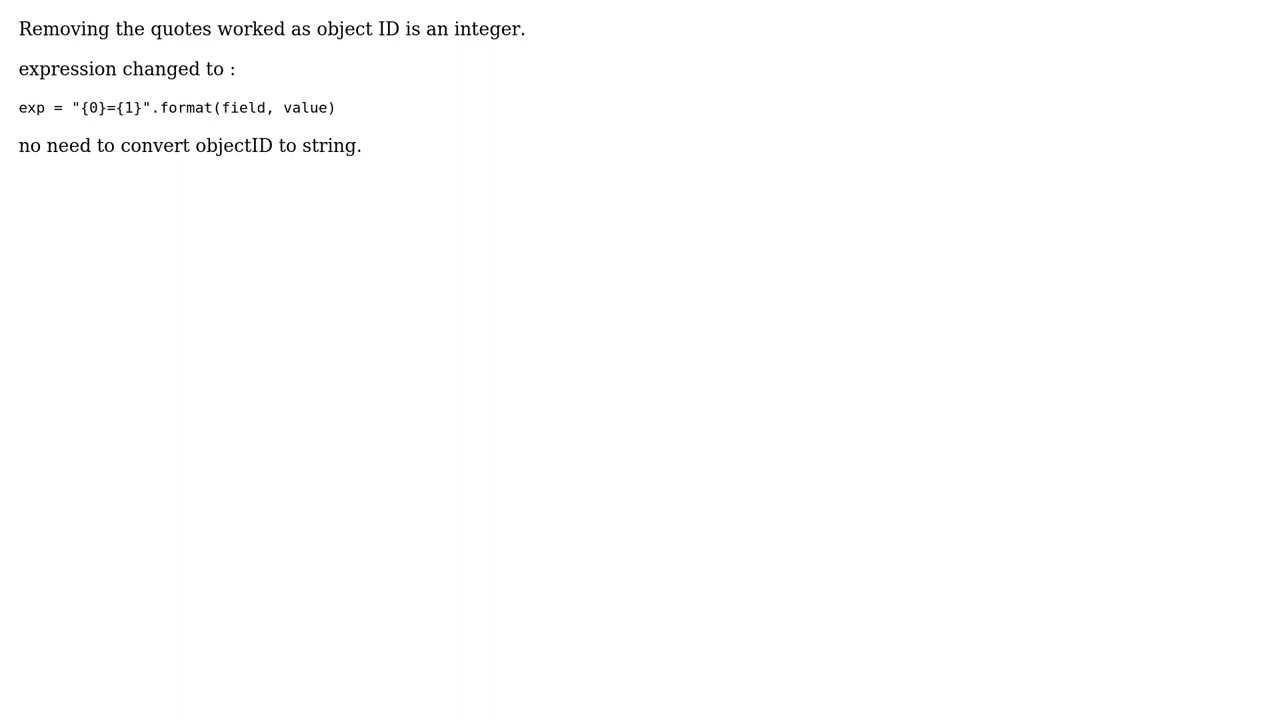 Removing the quotes worked as object ID is an integer.
expression changed to :
exp = "{0}={1}".format(field, value)
no need to convert objectID to string.